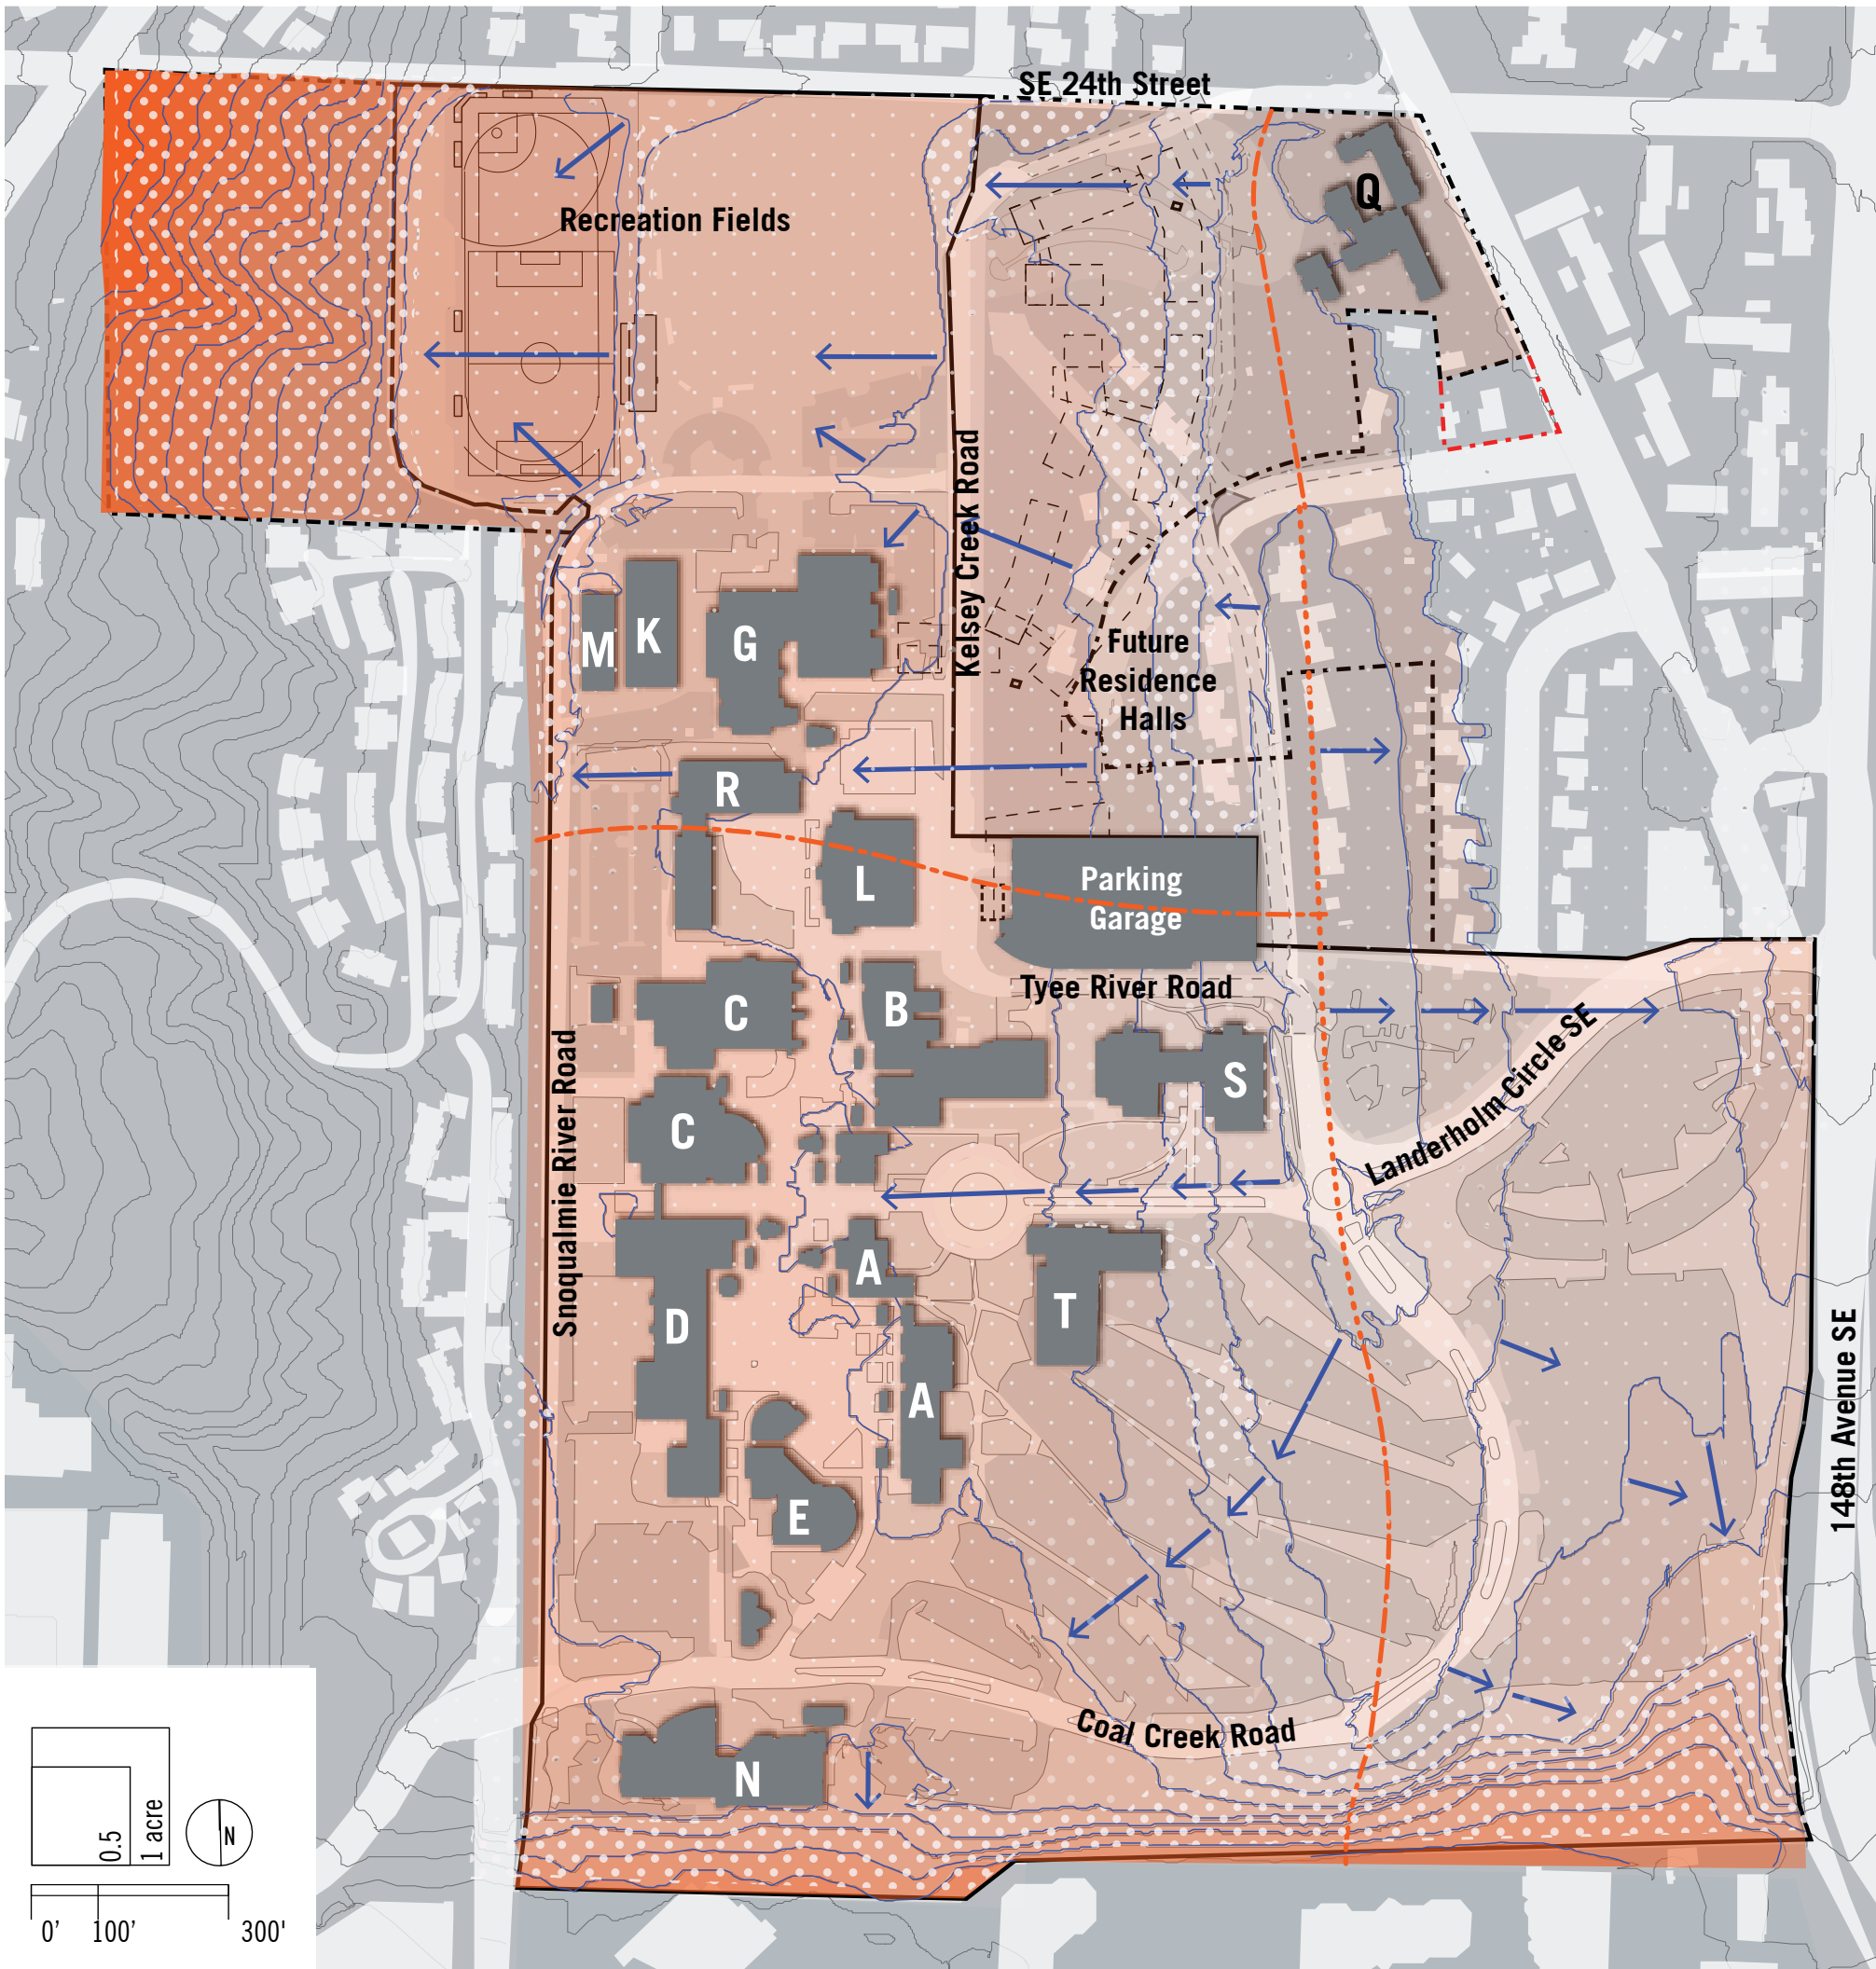 SE 24th Street
Q
Recreation Fields
Kelsey Creek Road
M
K
G
Future
Residence
Halls
R
L
Parking
Garage
Tyee River Road
C
B
S
Landerholm Circle SE
Snoqualmie River Road
C
A
D
T
A
148th Avenue SE
E
Coal Creek Road
N
0.5
1 acre
N
0' 100' 300'